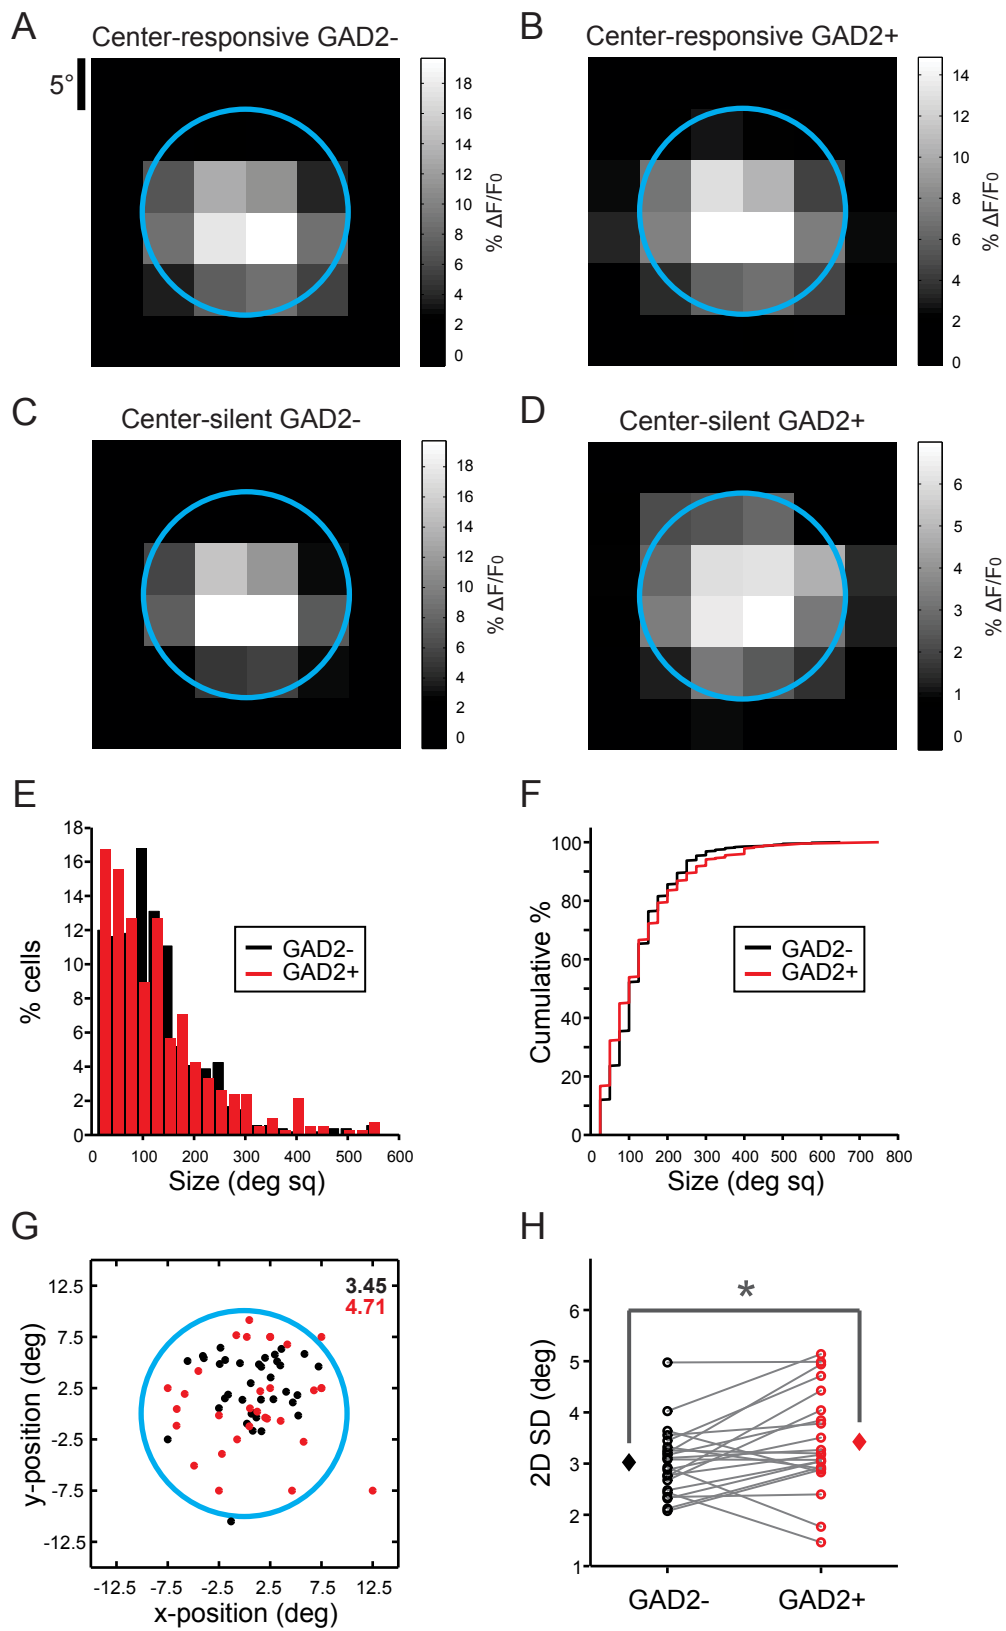 A
Center-responsive GAD2-
5°
18
16
14
12
10
8
6
4
2
0
% ΔF/F0
B
Center-responsive GAD2+
14
12
10
8
6
4
2
0
% ΔF/F0
C
Center-silent GAD2-
18
16
14
12
10
8
6
4
2
0
% ΔF/F0
D
Center-silent GAD2+
6
5
4
3
2
1
0
% ΔF/F0
E
18
16
14
12
10
8
6
4
2
0
% cells
GAD2-
GAD2+
0 100 200 300 400 500 600
Size (deg sq)
F
100
80
60
40
20
0
Cumulative %
GAD2-
GAD2+
0 100 200 300 400 500 600 700 800
Size (deg sq)
G
3.45
4.71
12.5
7.5
2.5
-2.5
-7.5
-12.5
y-position (deg)
-12.5 -7.5 -2.5 2.5 7.5 12.5
x-position (deg)
H
*
6
5
4
3
2
1
2D SD (deg)
GAD2- GAD2+